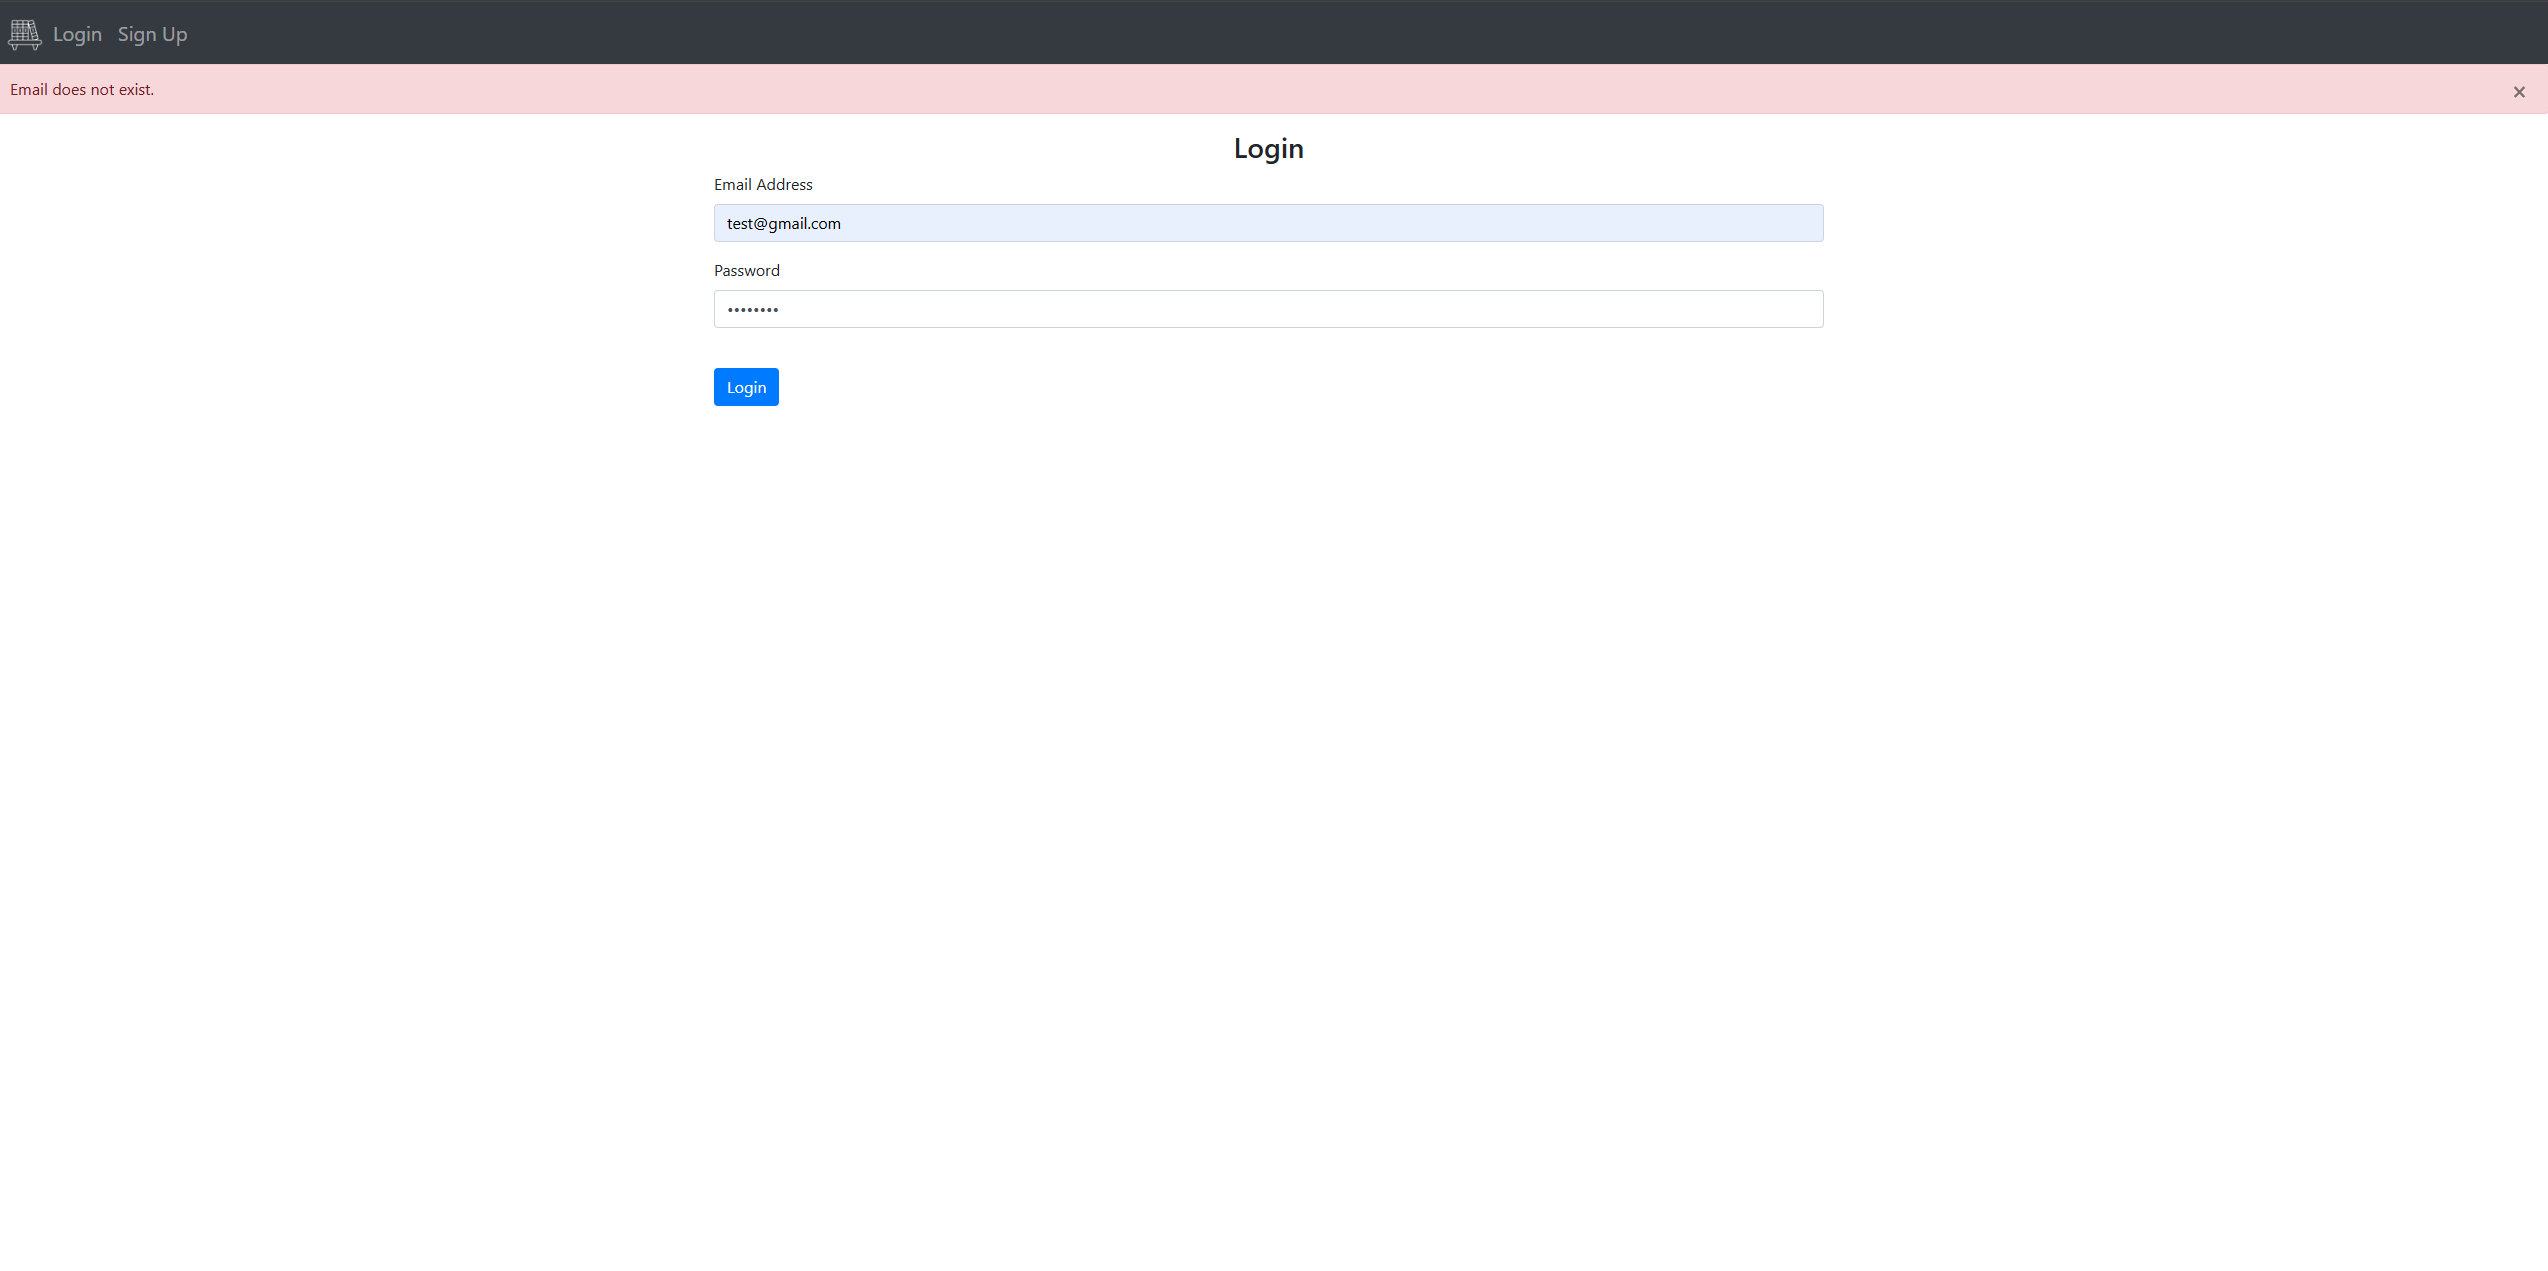 Login Sign Up
Email does not exist. ×
Login
Email Address
test@gmail.com
Password
••••••••
Login